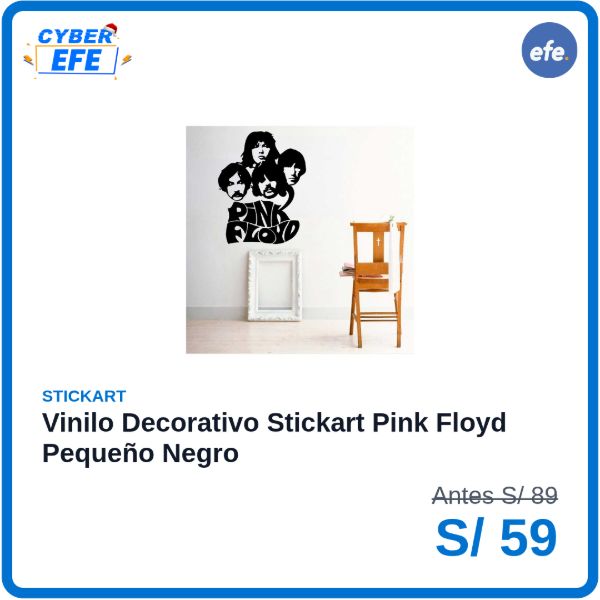 CYBER
EFE
efe.
PINK
FLOYD
STICKART
Vinilo Decorativo Stickart Pink Floyd
Pequeño Negro
Antes S/ 89
S/ 59